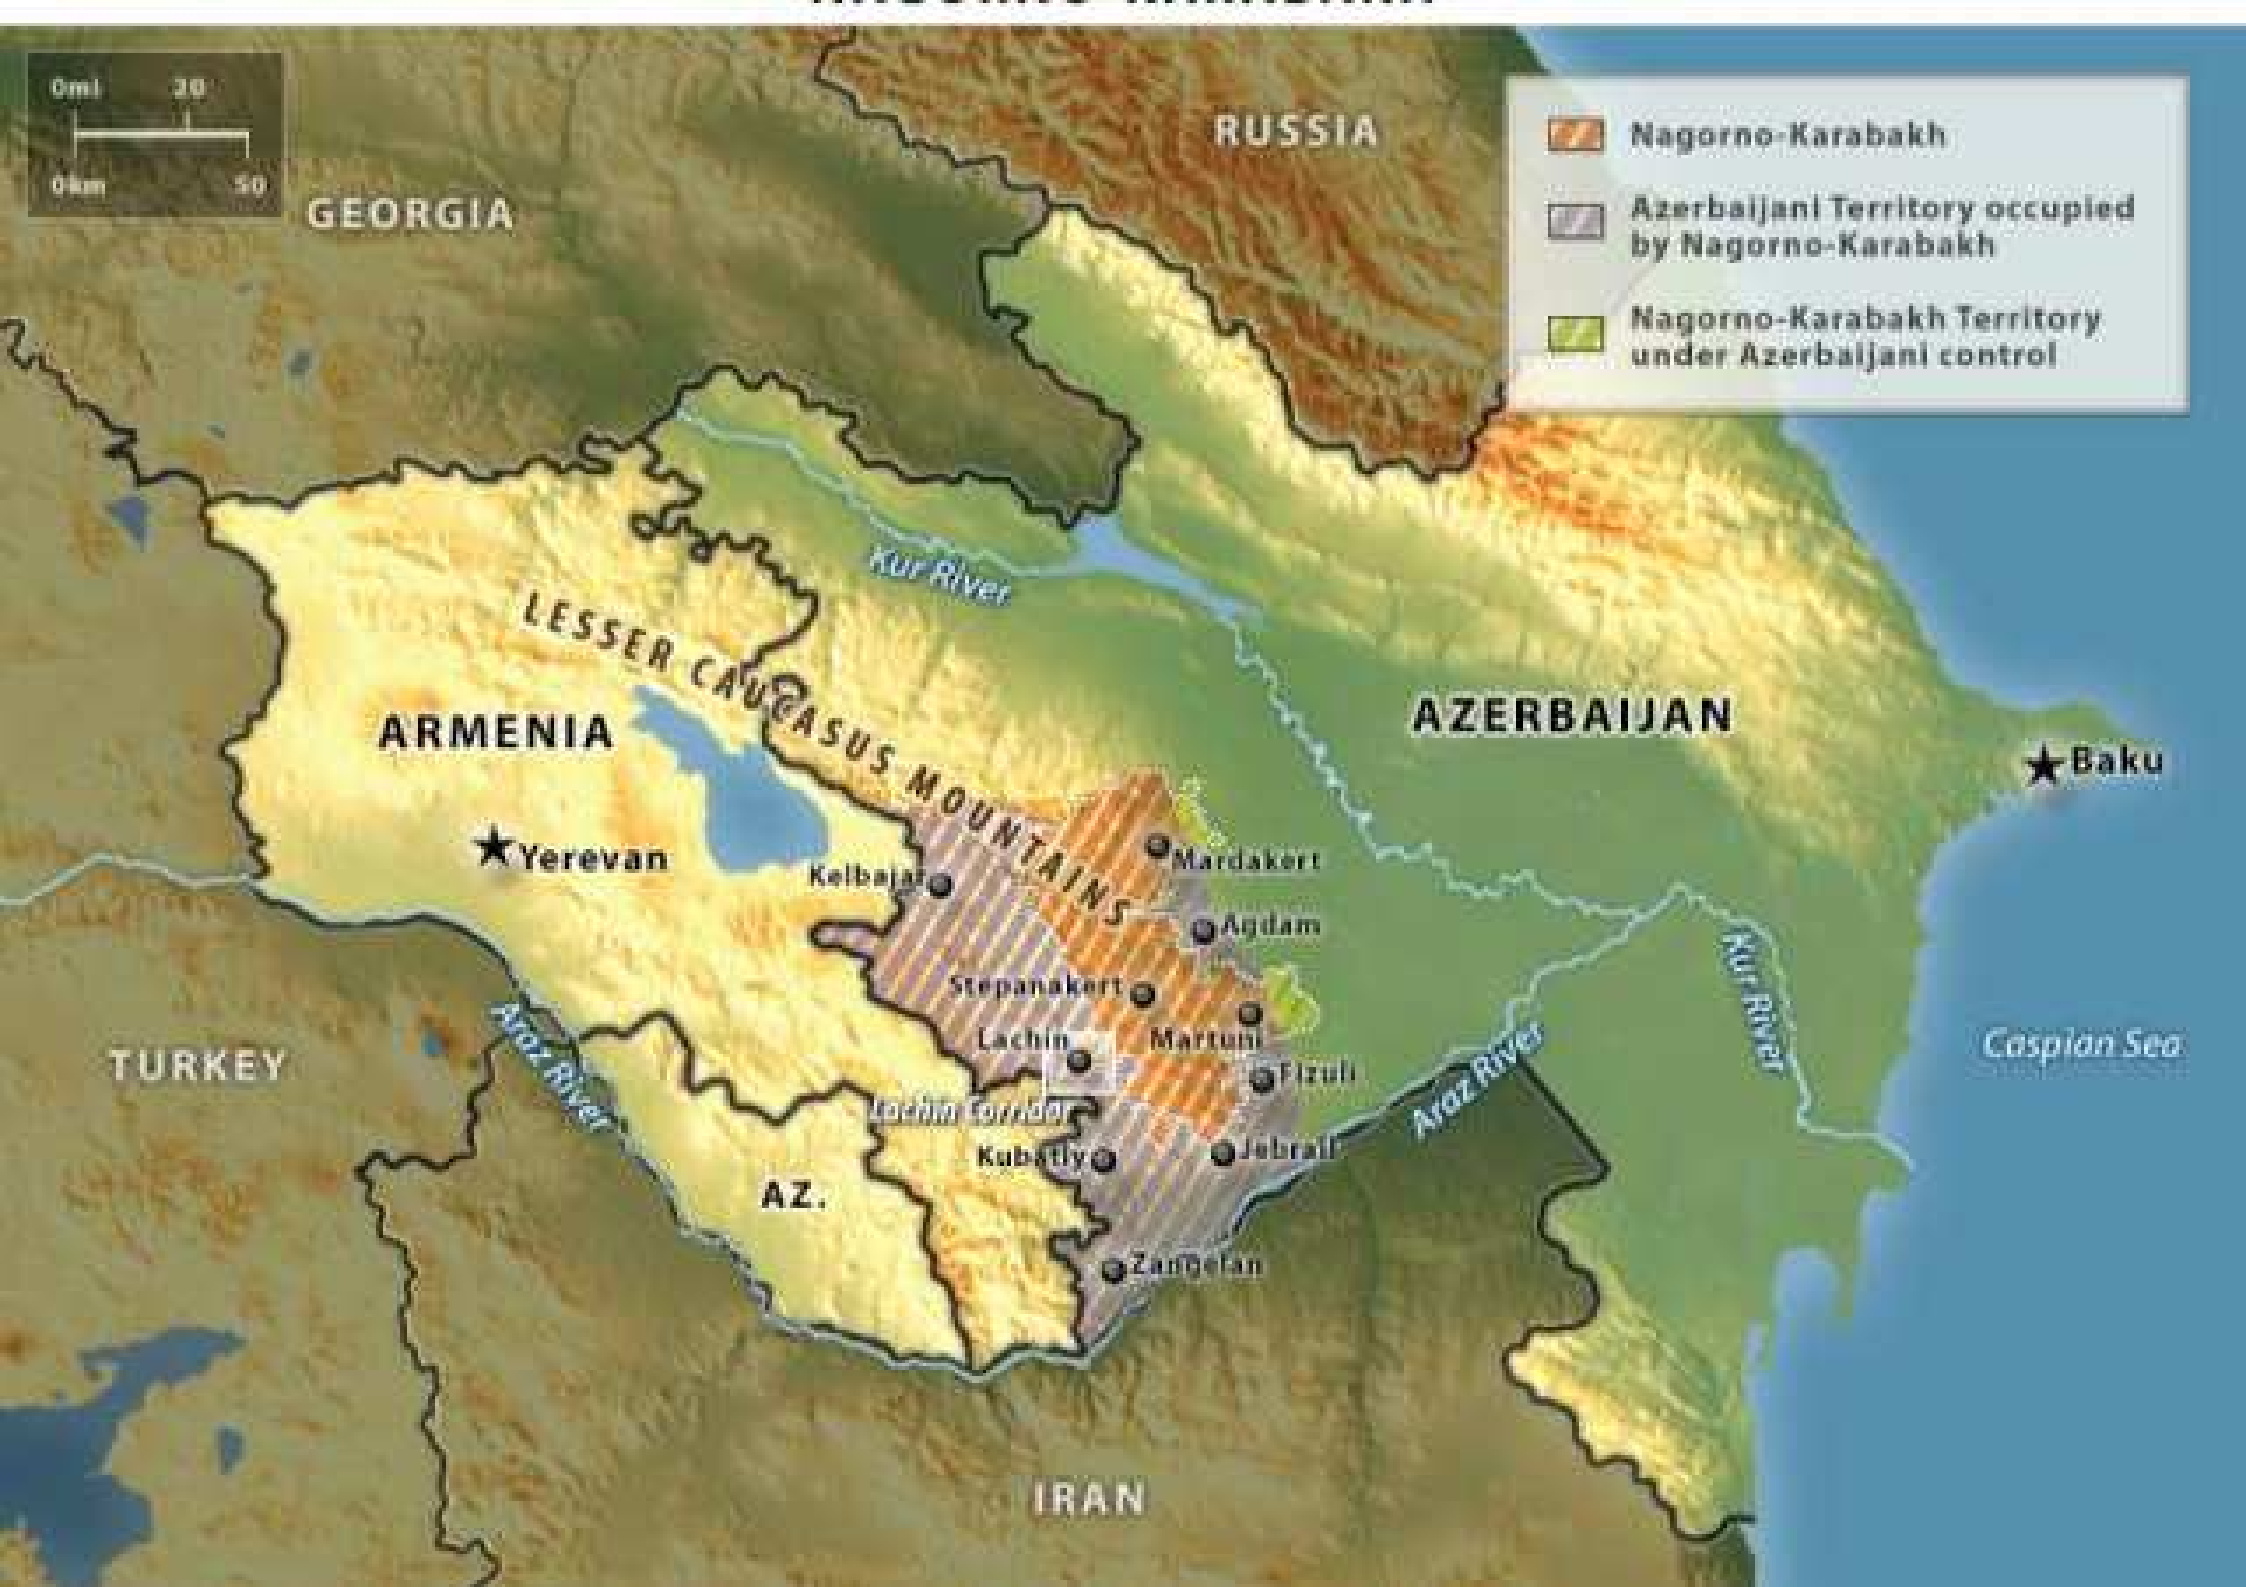 0mi 20
0km 50
RUSSIA
GEORGIA
Nagorno-Karabakh
Azerbaijani Territory occupied
by Nagorno-Karabakh
Nagorno-Karabakh Territory
under Azerbaijani control
Kur River
LESSER CAUCASUS MOUNTAINS
ARMENIA
AZERBAIJAN
Baku
Yerevan
Kelbajar
Mardakert
Agdam
Stepanakert
Lachin
Martuni
Fizuli
Lachin Corridor
Kubatly
Jebrail
Zangelan
Araz River
Araz River
Kur River
Caspian Sea
TURKEY
AZ.
IRAN